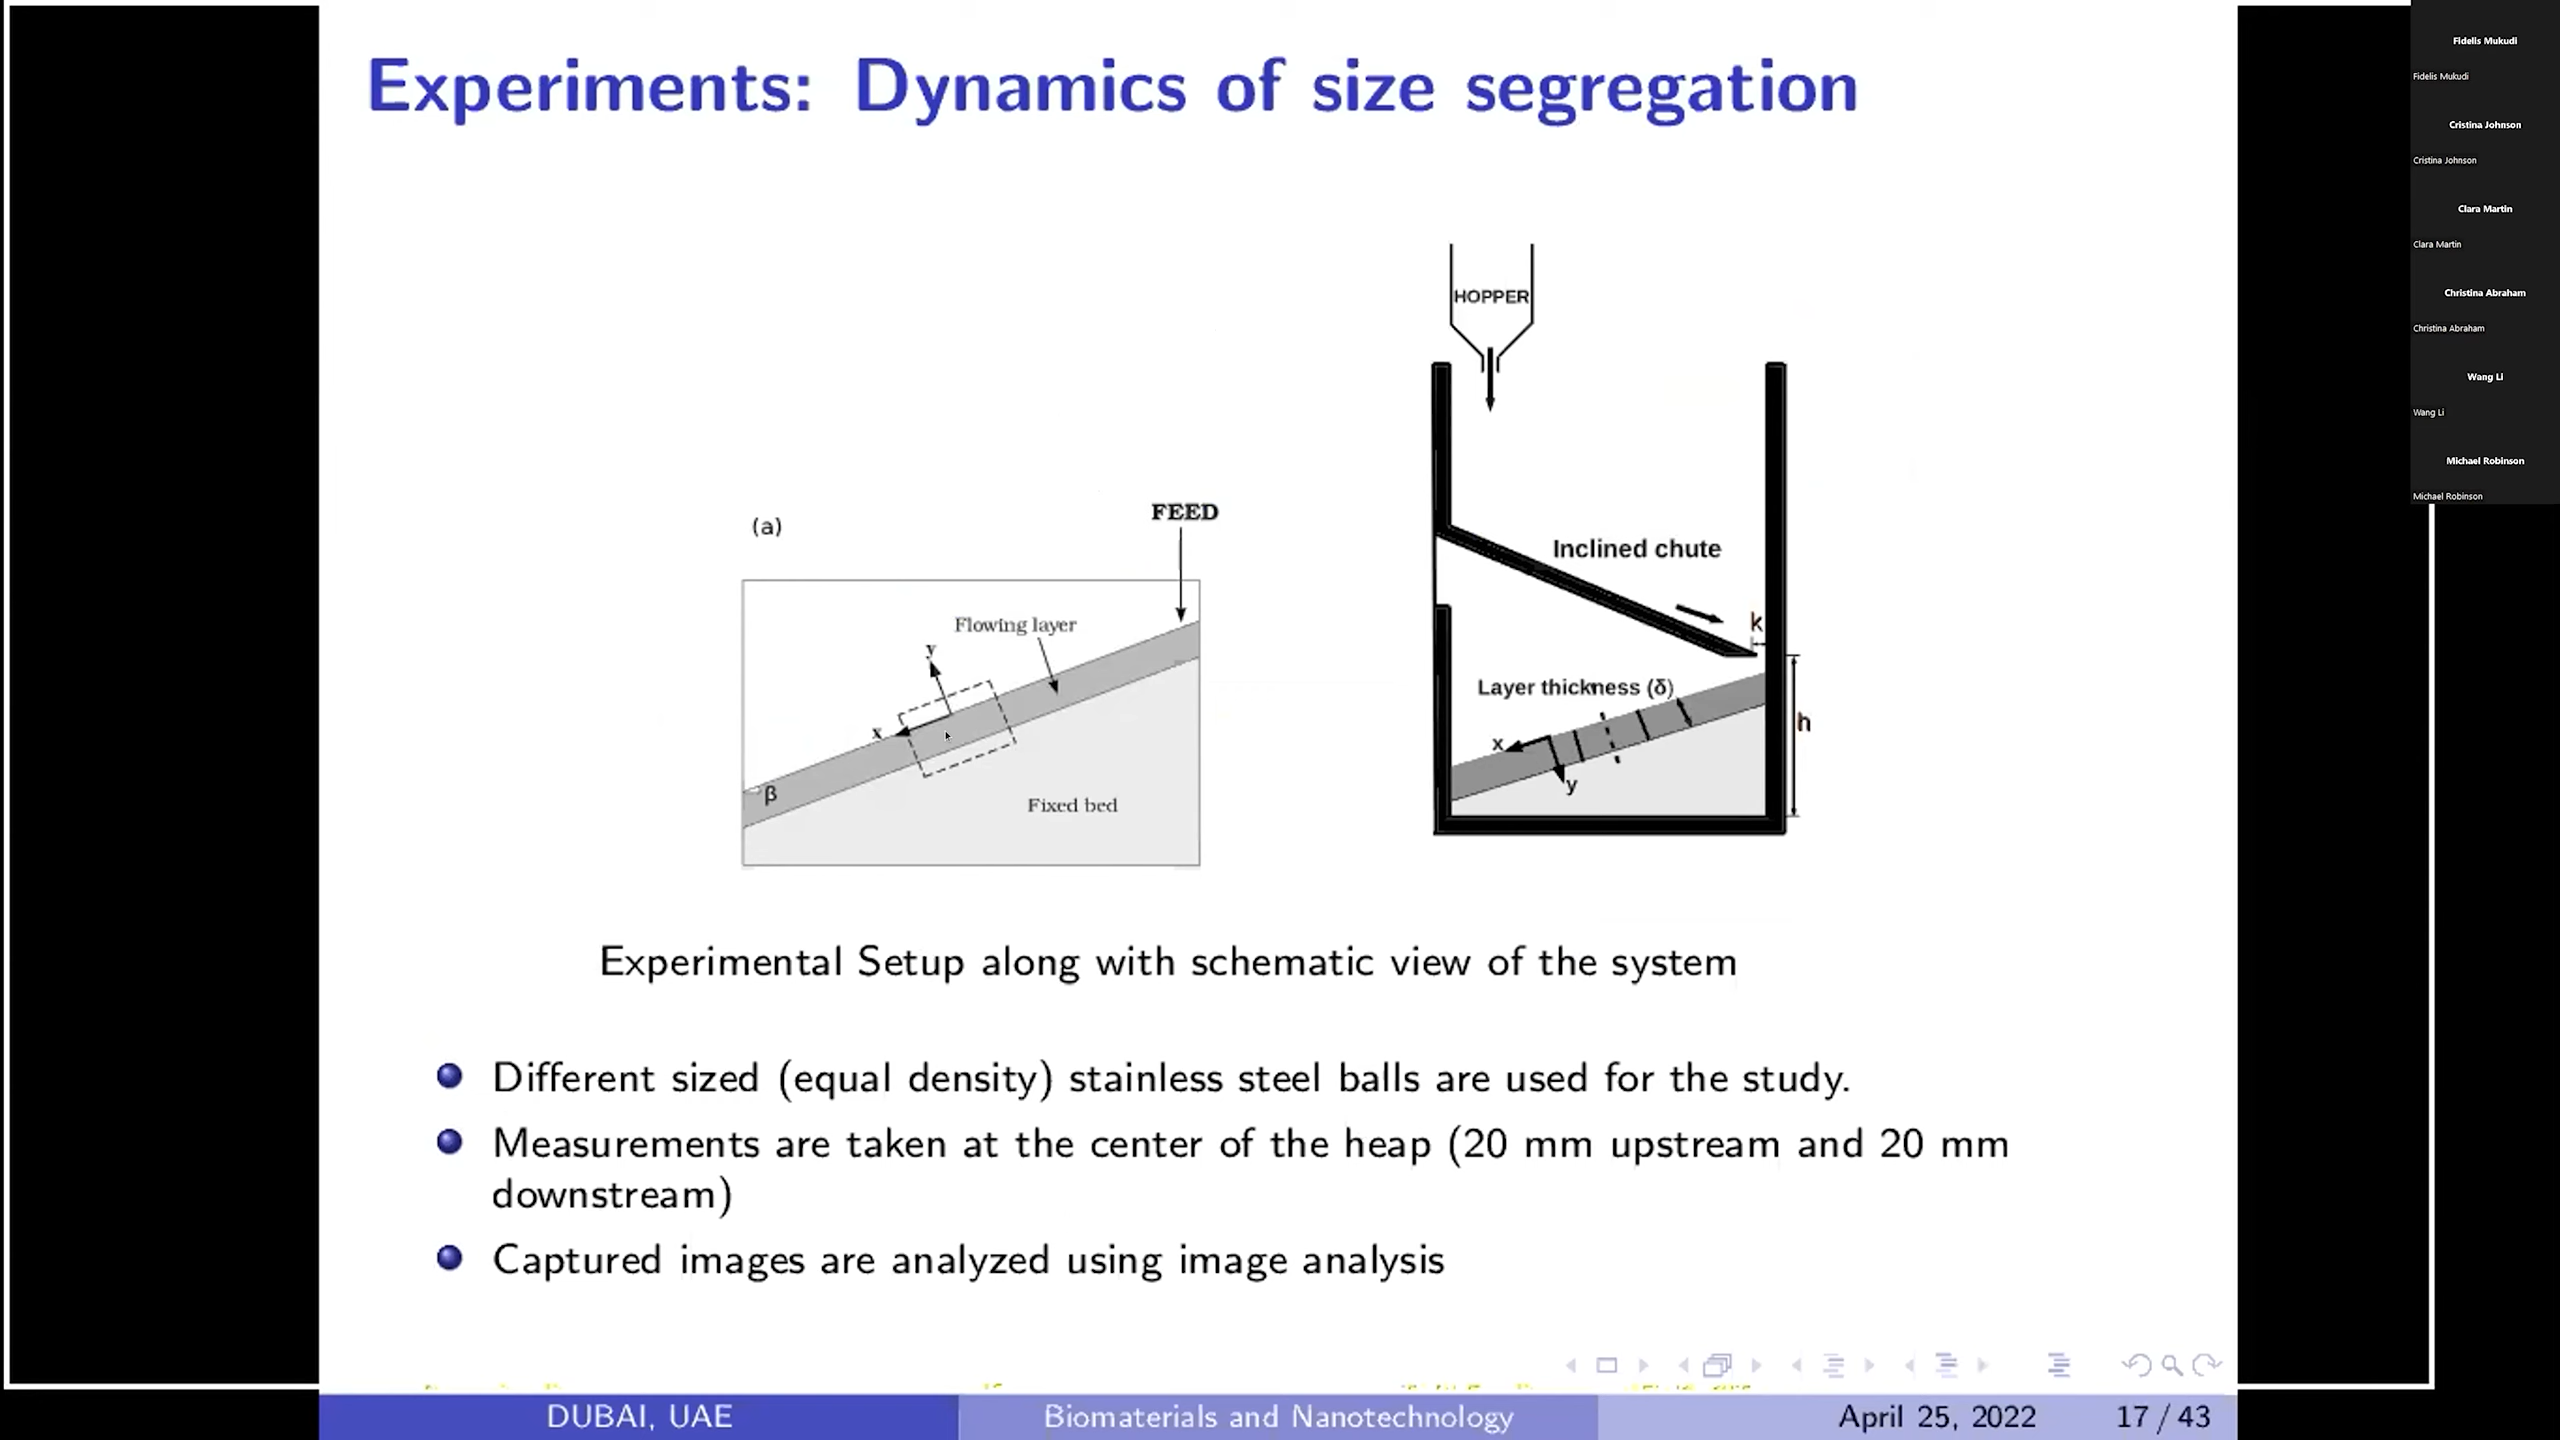 Experiments: Dynamics of size segregation
(a)
FEED
Flowing layer
y
x
β
Fixed bed
HOPPER
Inclined chute
k
Layer thickness (δ)
h
x
y
Experimental Setup along with schematic view of the system
Different sized (equal density) stainless steel balls are used for the study.
Measurements are taken at the center of the heap (20 mm upstream and 20 mm
downstream)
Captured images are analyzed using image analysis
DUBAI, UAE
Biomaterials and Nanotechnology
April 25, 2022
17 / 43
Fidelis Mukudi
Fidelis Mukudi
Cristina Johnson
Cristina Johnson
Clara Martin
Clara Martin
Christina Abraham
Christina Abraham
Wang Li
Wang Li
Michael Robinson
Michael Robinson